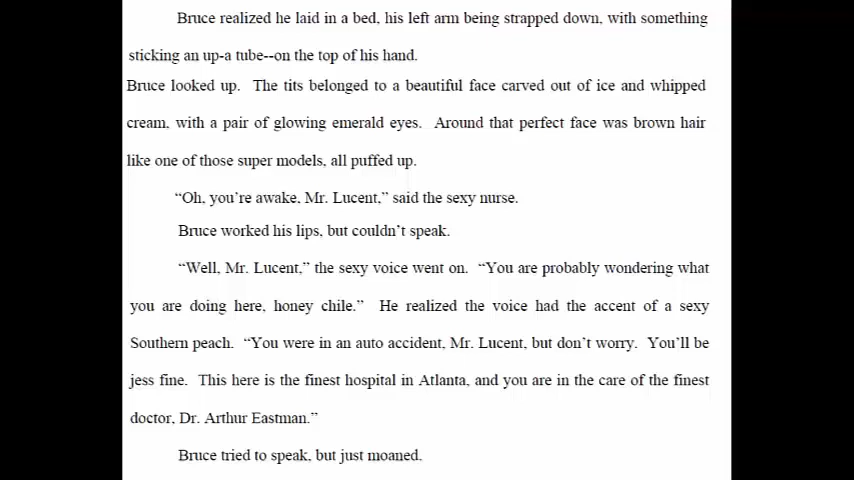 Bruce realized he laid in a bed, his left arm being strapped down, with something
sticking an up-a tube--on the top of his hand.
Bruce looked up.  The tits belonged to a beautiful face carved out of ice and whipped
cream, with a pair of glowing emerald eyes.  Around that perfect face was brown hair
like one of those super models, all puffed up.
“Oh, you’re awake, Mr. Lucent,” said the sexy nurse.
Bruce worked his lips, but couldn’t speak.
“Well, Mr. Lucent,” the sexy voice went on.  “You are probably wondering what
you are doing here, honey chile.”  He realized the voice had the accent of a sexy
Southern peach.  “You were in an auto accident, Mr. Lucent, but don’t worry.  You’ll be
jess fine.  This here is the finest hospital in Atlanta, and you are in the care of the finest
doctor, Dr. Arthur Eastman.”
Bruce tried to speak, but just moaned.